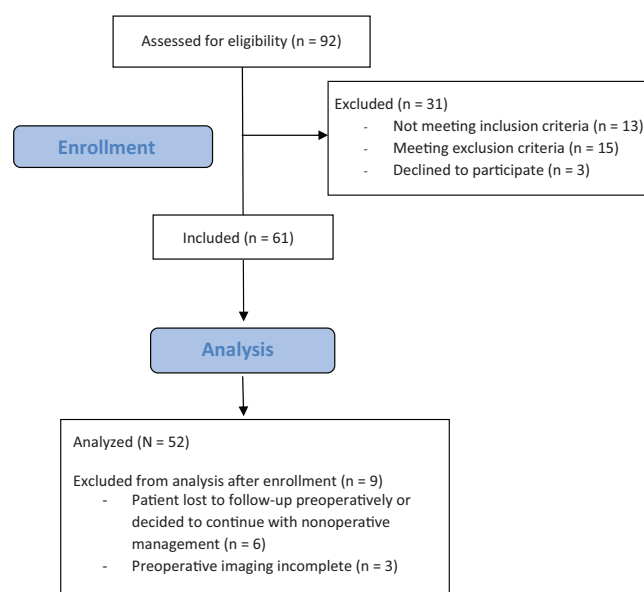 Assessed for eligibility (n = 92)
Excluded (n = 31)
- Not meeting inclusion criteria (n = 13)
- Meeting exclusion criteria (n = 15)
- Declined to participate (n = 3)
Enrollment
Included (n = 61)
Analysis
Analyzed (N = 52)
Excluded from analysis after enrollment (n = 9)
- Patient lost to follow-up preoperatively or
decided to continue with nonoperative
management (n = 6)
- Preoperative imaging incomplete (n = 3)